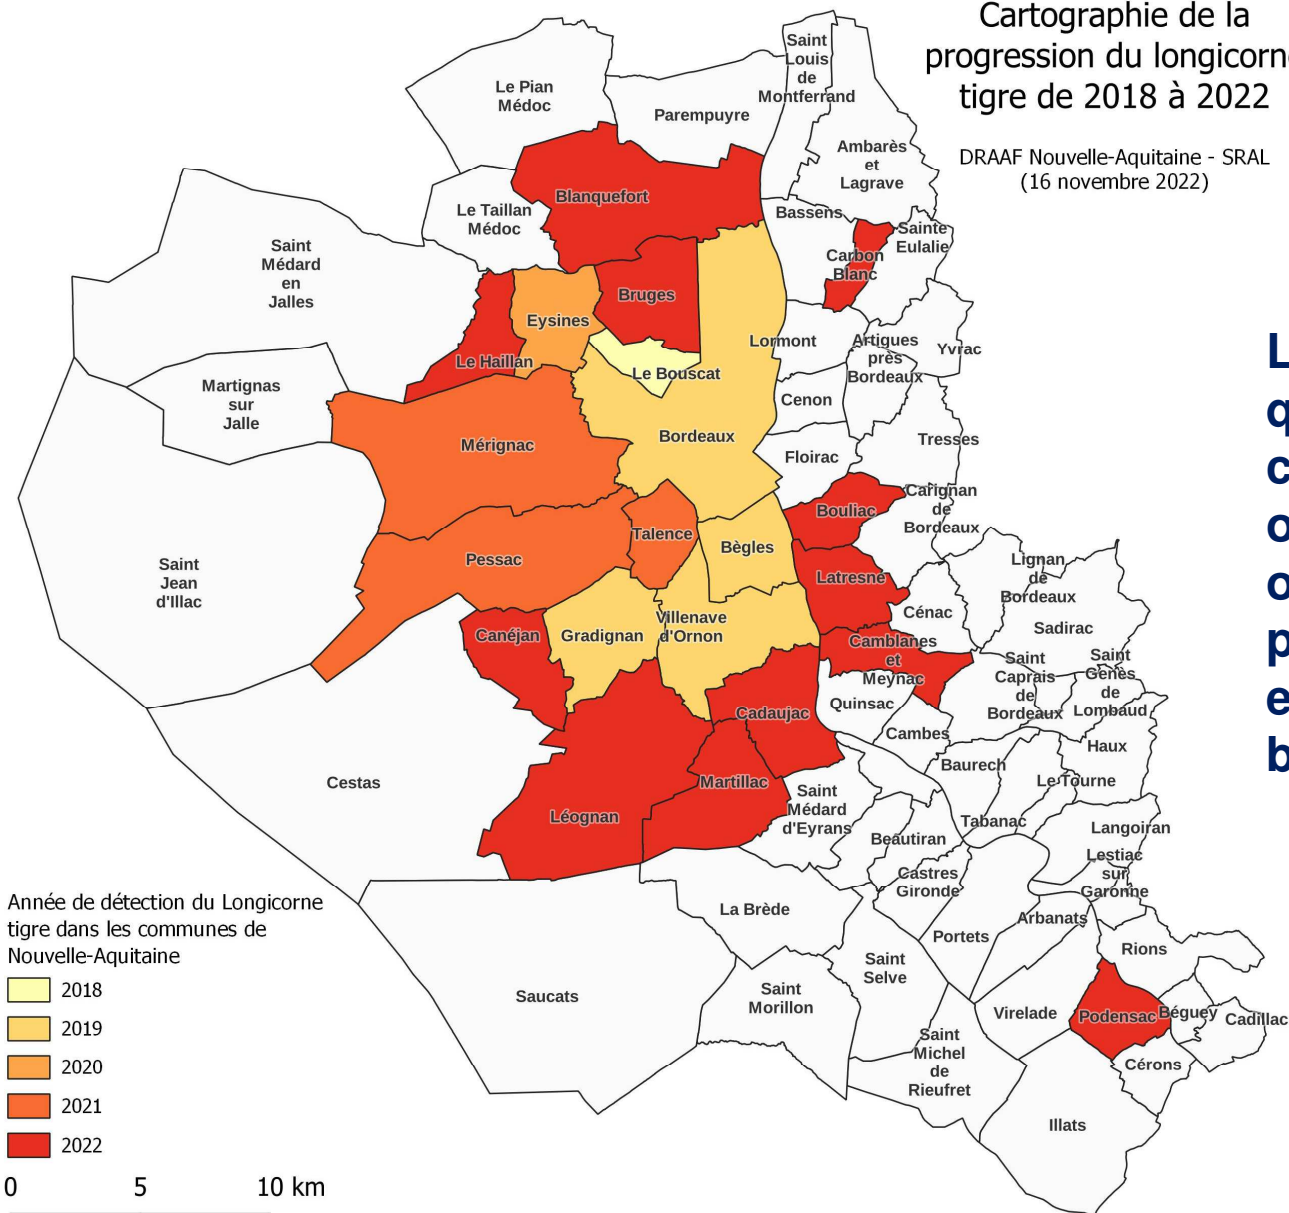 Cartographie de la
progression du longicorne
tigre de 2018 à 2022
DRAAF Nouvelle-Aquitaine - SRAL
(16 novembre 2022)
Saint
Louis
de
Montferrand
Le Pian
Médoc
Parempuyre
Ambarès
et
Lagrave
Blanquefort
Le Taillan
Médoc
Bassens
Sainte
Eulalie
Carbon
Blanc
Saint
Médard
en
Jalles
Bruges
Eysines
Le Haillan
Le Bouscat
Lormont
Artigues
près
Bordeaux
Yvrac
Martignas
sur
Jalle
Cenon
Mérignac
Bordeaux
Floirac
Tresses
Bouliac
Carignan
de
Bordeaux
Talence
Bègles
Pessac
Latresne
Lignan
de
Bordeaux
Saint
Jean
d'Illac
Cénac
Sadirac
Canéjan
Gradignan
Villenave
d'Ornon
Camblanes
et
Meynac
Saint
Caprais
de
Bordeaux
Saint
Genès
de
Lombaud
Quinsac
Cadaujac
Cambes
Haux
Baurech
Le Tourne
Cestas
Martillac
Saint
Médard
d'Eyrans
Léognan
Tabanac
Langoiran
Beautiran
Lestiac
sur
Garonne
Castres
Gironde
La Brède
Arbanats
Portets
Rions
Saint
Selve
Saucats
Saint
Morillon
Virelade
Podensac
Béguey
Cadillac
Saint
Michel
de
Rieufret
Cérons
Illats
Année de détection du Longicorne
tigre dans les communes de
Nouvelle-Aquitaine
2018
2019
2020
2021
2022
0 5 10 km
L
q
c
o
o
p
e
b